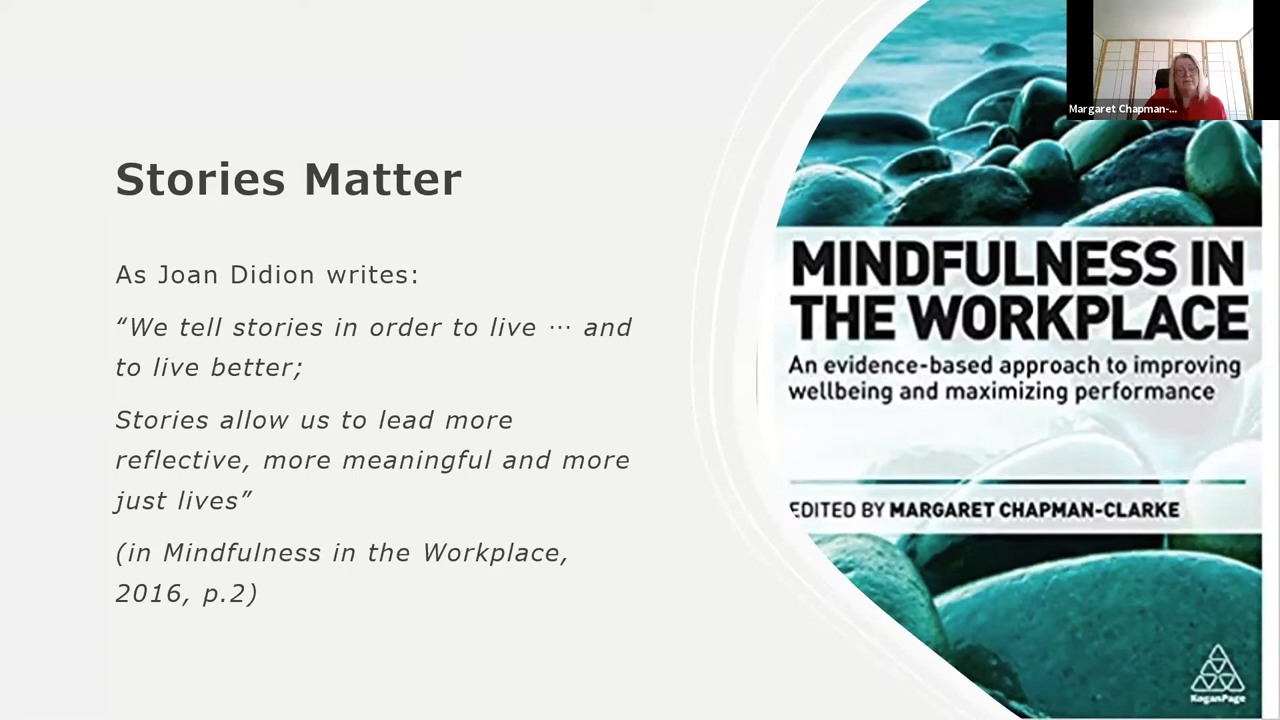 Stories Matter
As Joan Didion writes:
“We tell stories in order to live ··· and
to live better;
Stories allow us to lead more
reflective, more meaningful and more
just lives”
(in Mindfulness in the Workplace,
2016, p.2)
Margaret Chapman-...
MINDFULNESS IN
THE WORKPLACE
An evidence-based approach to improving
wellbeing and maximizing performance
EDITED BY MARGARET CHAPMAN-CLARKE
KoganPage